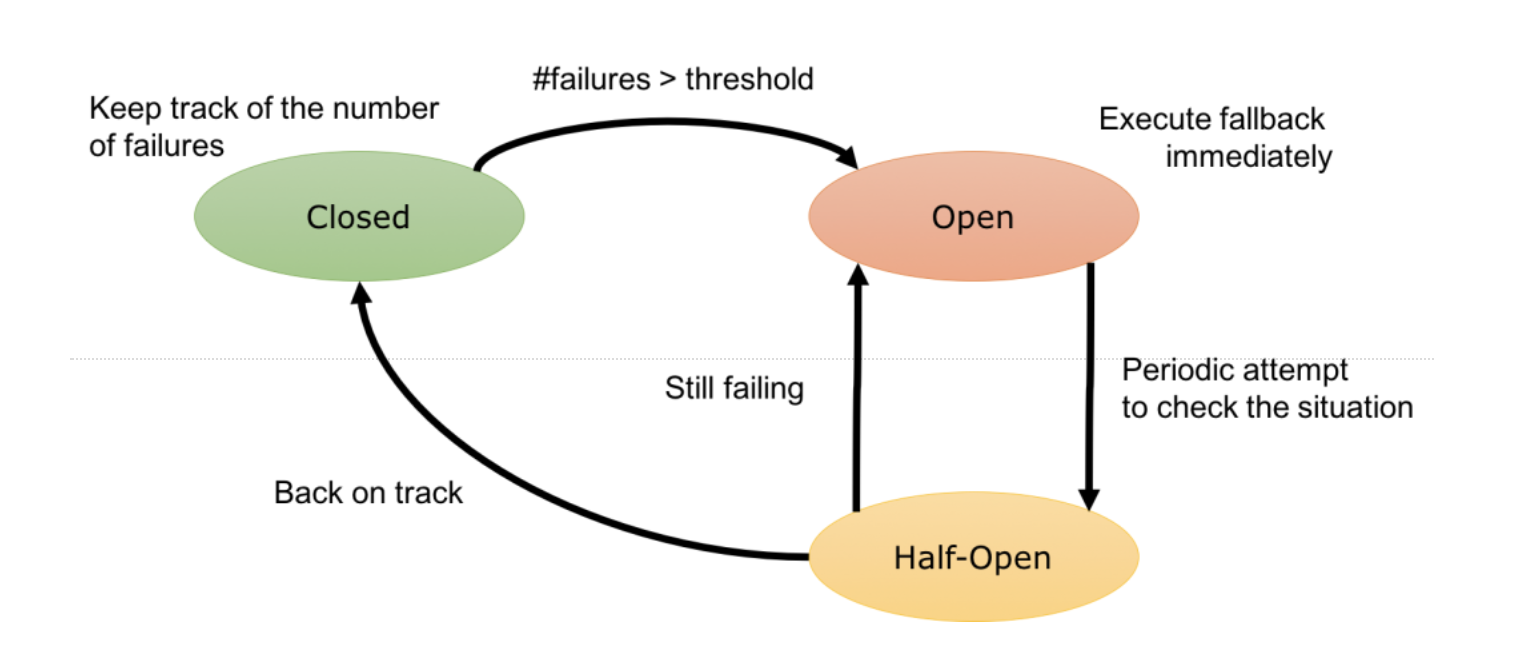 #failures > threshold
Keep track of the number
of failures
Execute fallback
immediately
Closed
Open
Still failing
Periodic attempt
to check the situation
Back on track
Half-Open